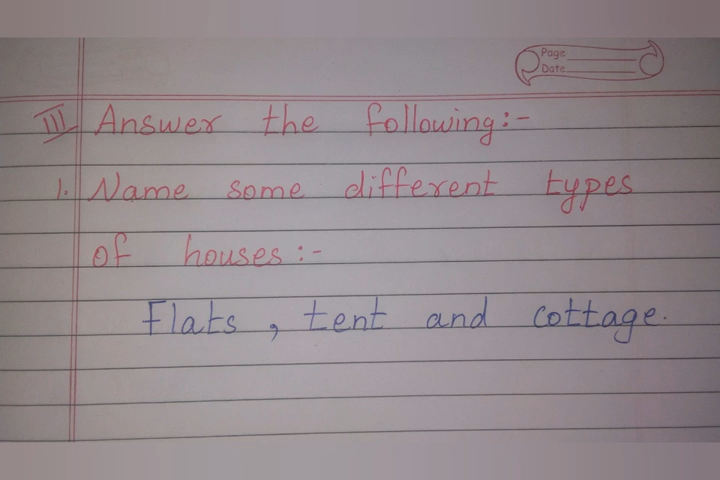 Page
Date
III Answer the following:-
1. Name some different types
of houses:-
Flats, tent and cottage.